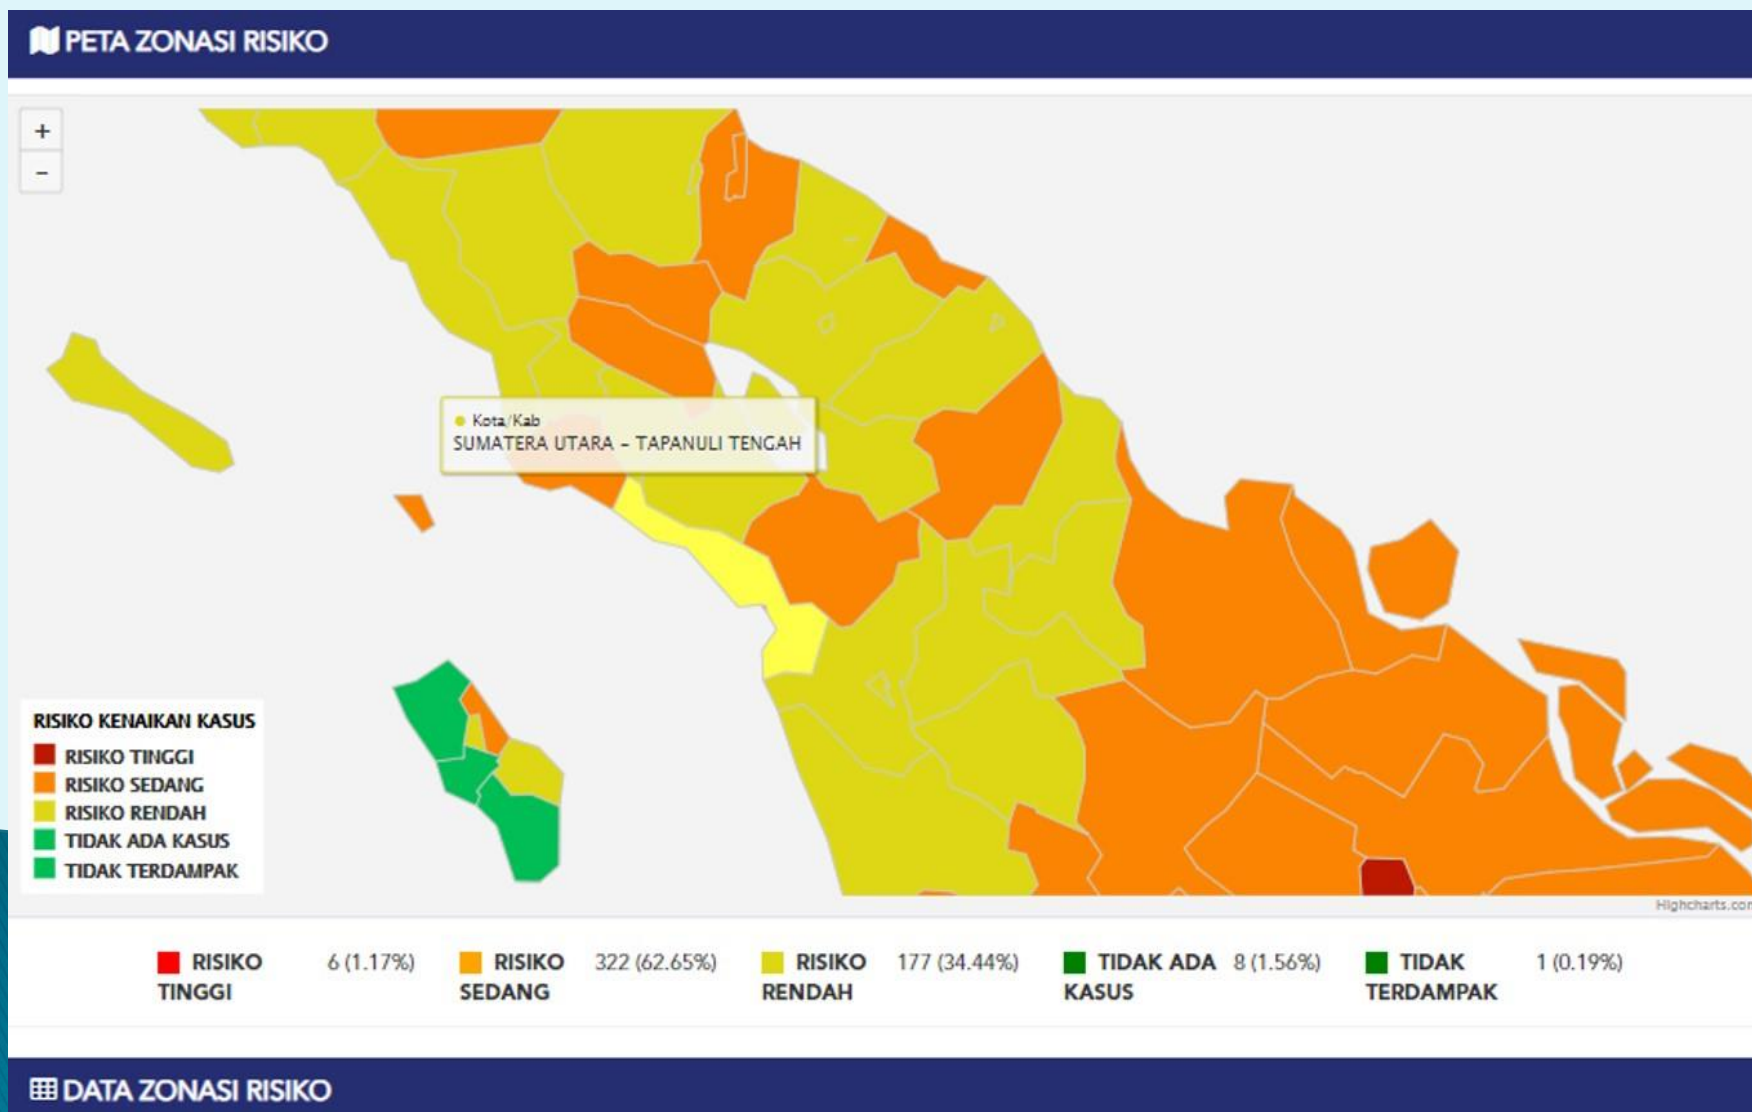 PETA ZONASI RISIKO
+
-
Kota/Kab
SUMATERA UTARA - TAPANULI TENGAH
RISIKO KENAIKAN KASUS
RISIKO TINGGI
RISIKO SEDANG
RISIKO RENDAH
TIDAK ADA KASUS
TIDAK TERDAMPAK
Highcharts.com
RISIKO TINGGI 6 (1.17%)
RISIKO SEDANG 322 (62.65%)
RISIKO RENDAH 177 (34.44%)
TIDAK ADA KASUS 8 (1.56%)
TIDAK TERDAMPAK 1 (0.19%)
DATA ZONASI RISIKO